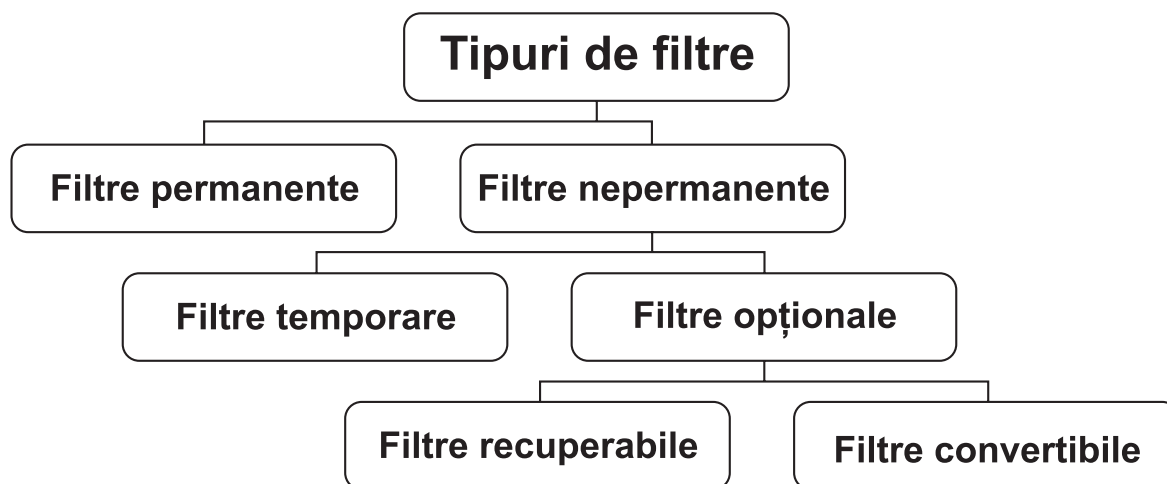 Tipuri de filtre
Filtre permanente
Filtre nepermanente
Filtre temporare
Filtre opționale
Filtre recuperabile
Filtre convertibile